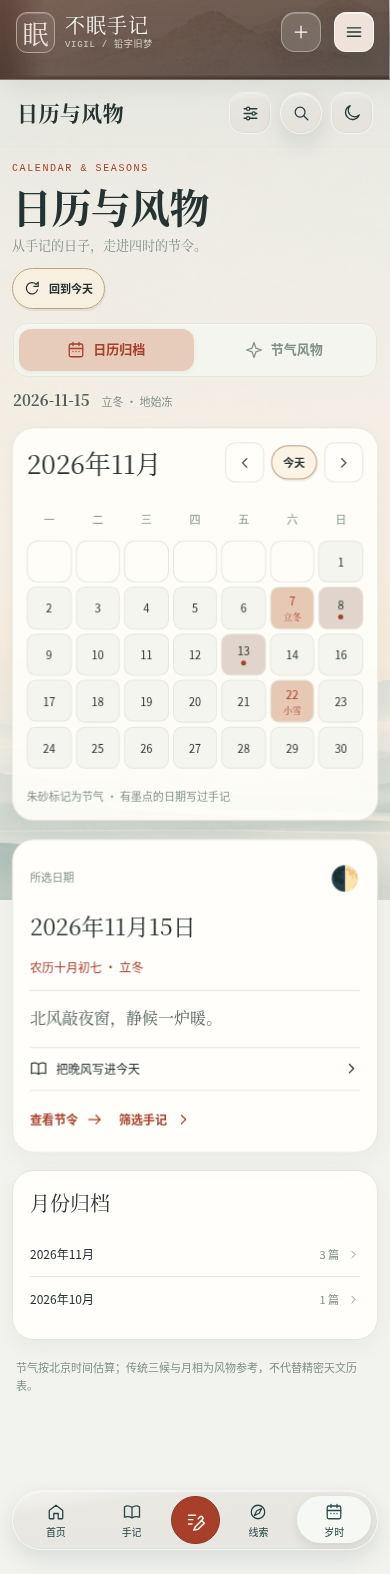 眠 不眠手记
VIGIL / 铅字旧梦
日历与风物
CALENDAR & SEASONS
日历与风物
从手记的日子，走进四时的节令。
回到今天
日历归档 节气风物
2026-11-15 立冬 · 地始冻
2026年11月 今天
一 二 三 四 五 六 日
1
2 3 4 5 6 7 立冬 8
9 10 11 12 13 14 16
17 18 19 20 21 22 小雪 23
24 25 26 27 28 29 30
朱砂标记为节气 · 有墨点的日期写过手记
所选日期
2026年11月15日
农历十月初七 · 立冬
北风敲夜窗，静候一炉暖。
把晚风写进今天
查看节令 筛选手记
月份归档
2026年11月 3 篇
2026年10月 1 篇
节气按北京时间估算；传统三候与月相为风物参考，不代替精密天文历
表。
首页 手记 线索 岁时